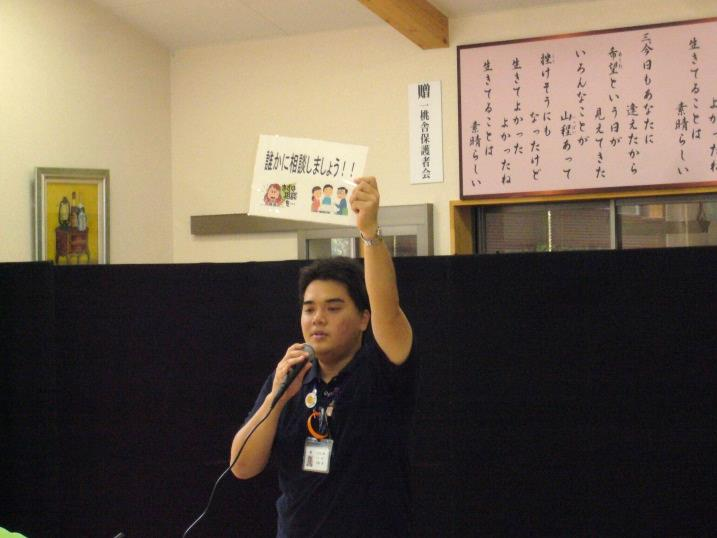 誰かに相談しましょう!!
贈 一桃舎保護者会
よかったね
生きてることは
素晴らしい
三、今日もあなたに
逢えたから
希望という日が
見えてきた
いろんなことが
山程あって
挫けそうにも
なったけど
生きてよかった
よかったね
生きてることは
素晴らしい